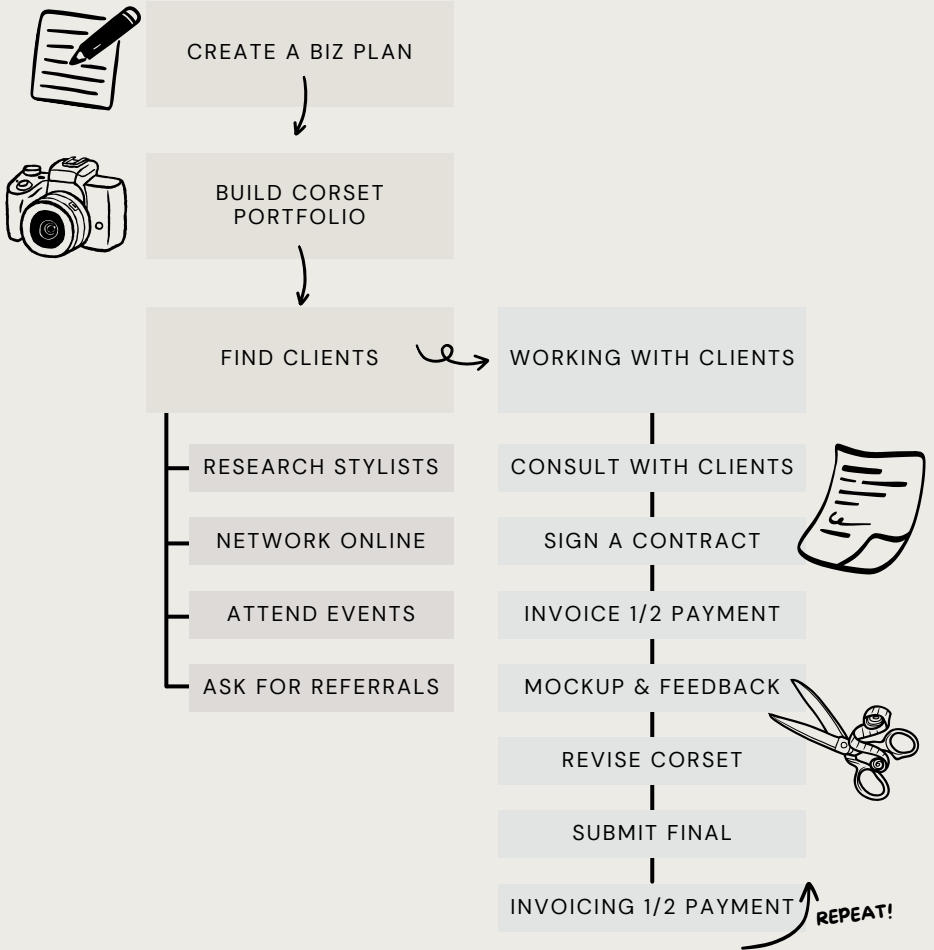 CREATE A BIZ PLAN
BUILD CORSET
PORTFOLIO
FIND CLIENTS
RESEARCH STYLISTS
NETWORK ONLINE
ATTEND EVENTS
ASK FOR REFERRALS
WORKING WITH CLIENTS
CONSULT WITH CLIENTS
SIGN A CONTRACT
INVOICE 1/2 PAYMENT
MOCKUP & FEEDBACK
REVISE CORSET
SUBMIT FINAL
INVOICING 1/2 PAYMENT
REPEAT!